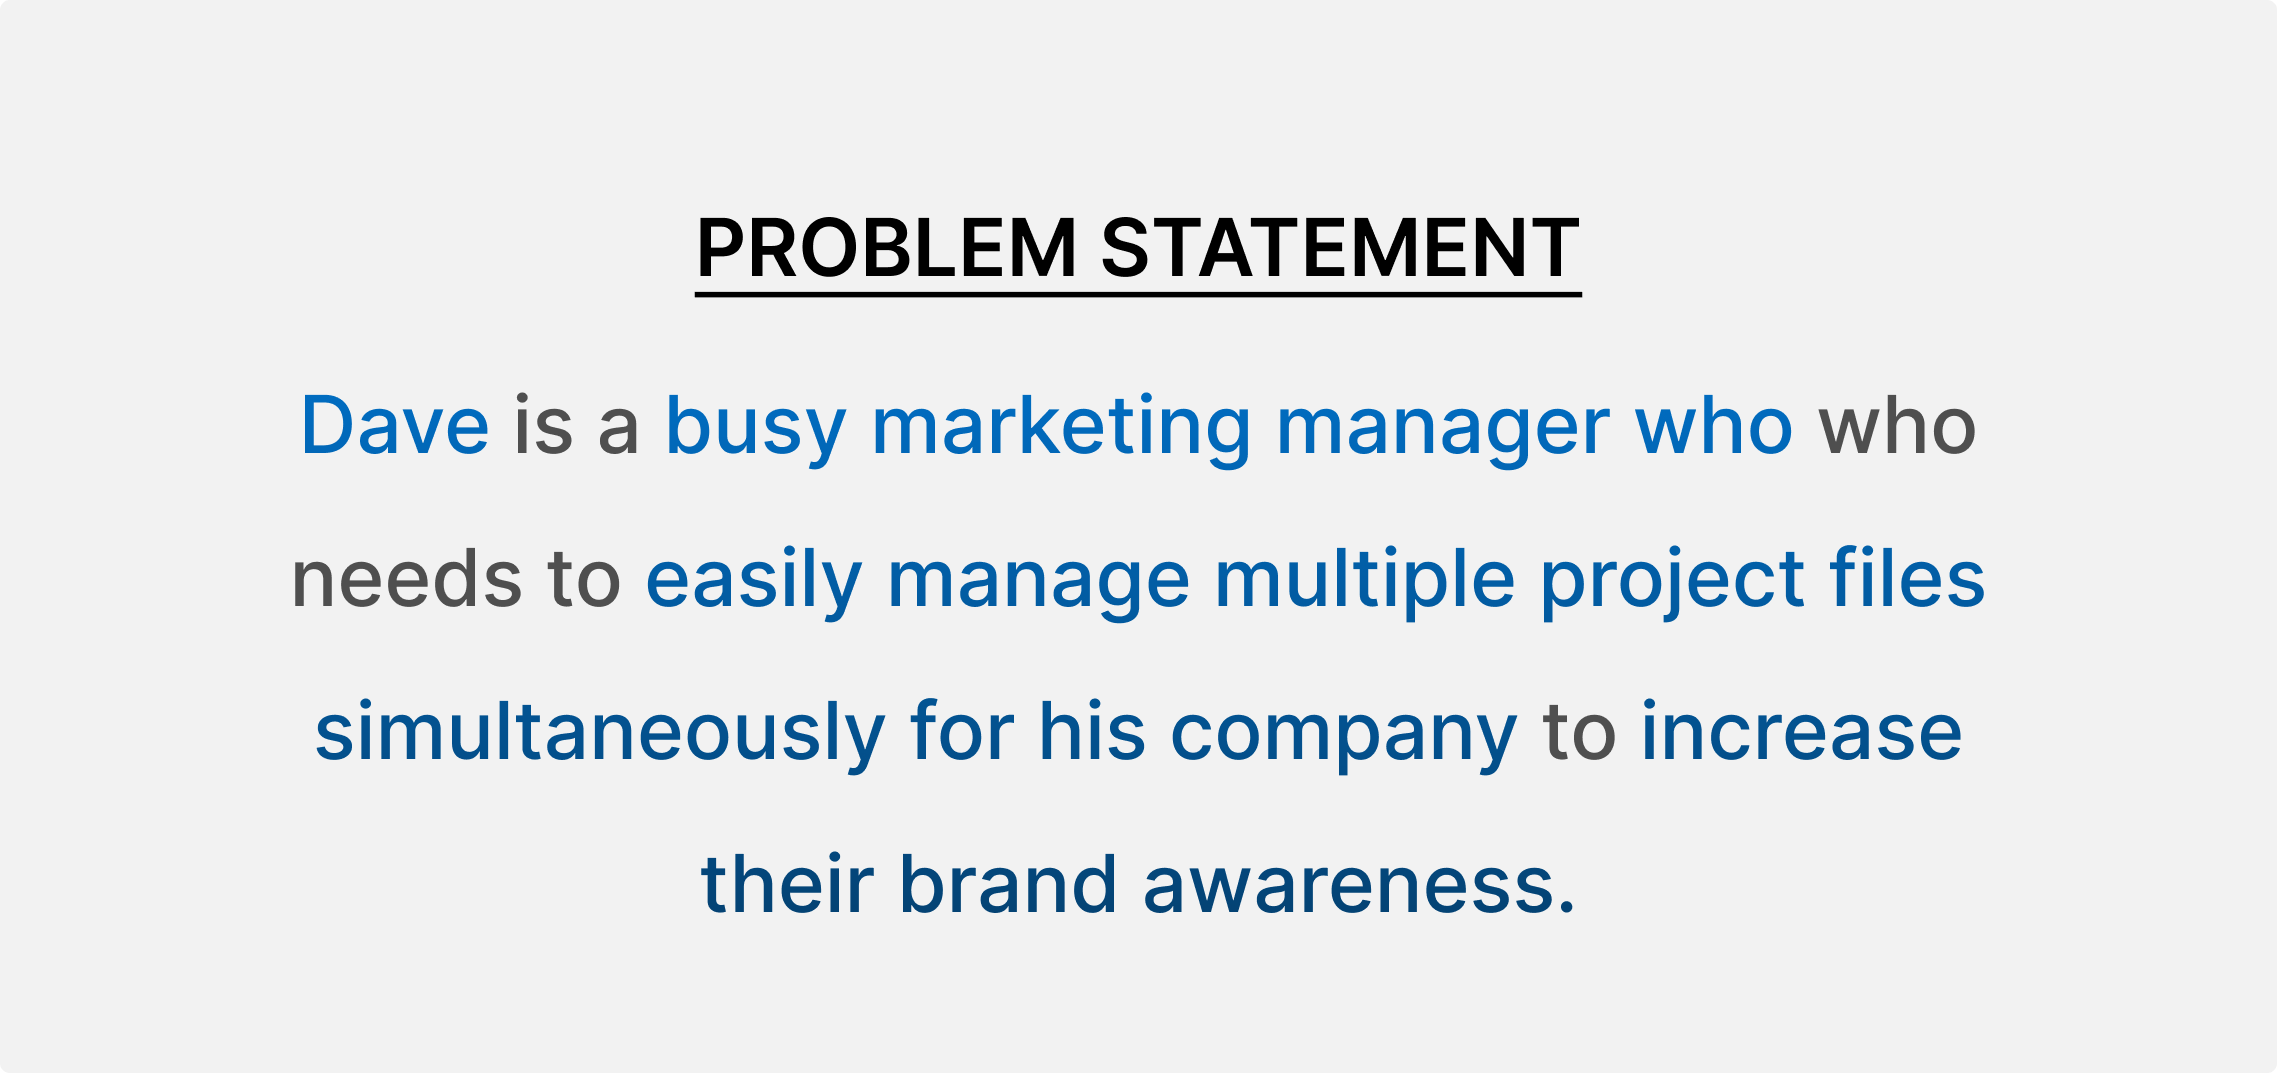 PROBLEM STATEMENT
Dave is a busy marketing manager who who
needs to easily manage multiple project files
simultaneously for his company to increase
their brand awareness.